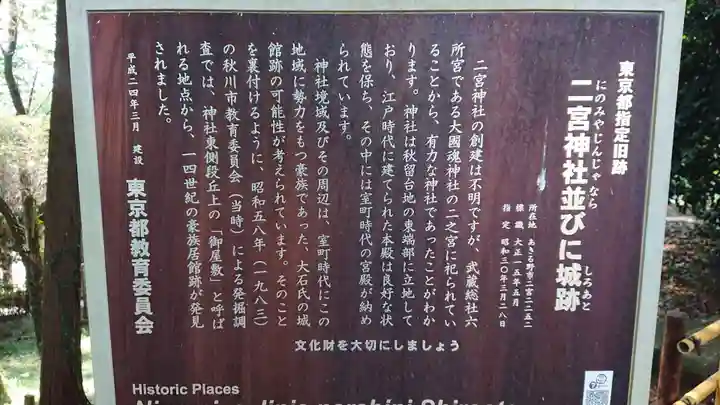 東京都指定旧跡
にのみやじんじゃなら しろあと
二宮神社並びに城跡
所在地 あきる野市二宮二二五二
標識 大正一五年五月
指定 昭和三〇年三月二八日
二宮神社の創建は不明ですが、武蔵総社六
所宮である大國魂神社の二之宮に祀られてい
ることから、有力な神社であったことがわか
ります。神社は秋留台地の東端部に立地して
おり、江戸時代に建てられた本殿は良好な状
態を保ち、その中には室町時代の宮殿が納め
られています。
神社境域及びその周辺は、室町時代にこの
地域に勢力をもつ豪族であった、大石氏の城
館跡の可能性が考えられています。そのこと
を裏付けるように、昭和五八年(一九八三)
の秋川市教育委員会(当時)による発掘調
査では、神社東側段丘上の「御屋敷」と呼ば
れる地点から、一四世紀の豪族居館跡が発見
されました。
平成二四年三月 建設
東京都教育委員会
文化財を大切にしましょう
Historic Places